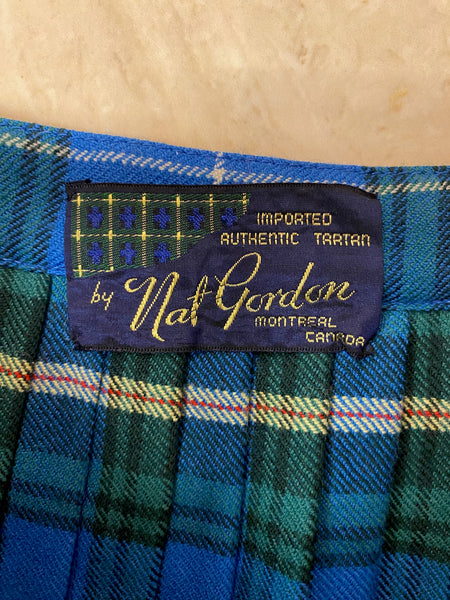 IMPORTED
AUTHENTIC TARTAN
by Nat Gordon
MONTREAL
CANADA